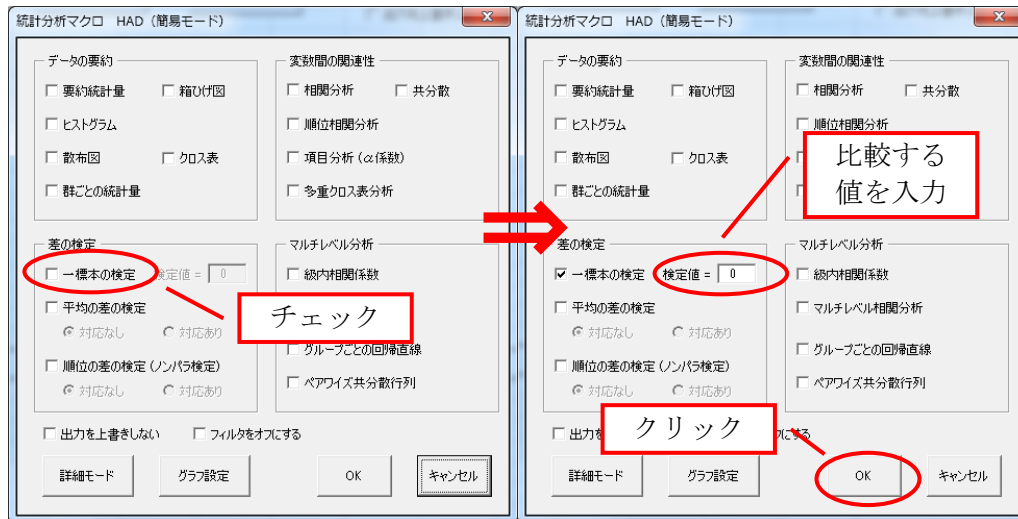 統計分析マクロ HAD (簡易モード)
データの要約
要約統計量 箱ひげ図
ヒストグラム
散布図 クロス表
群ごとの統計量
変数間の関連性
相関分析 共分散
順位相関分析
項目分析 (α係数)
多重クロス表分析
差の検定
一標本の検定 検定値 = 0
平均の差の検定
対応なし 対応あり
順位の差の検定 (ノンパラ検定)
対応なし 対応あり
マルチレベル分析
級内相関係数
グループごとの回帰直線
ペアワイズ共分散行列
チェック
出力を上書きしない フィルタをオフにする
詳細モード グラフ設定 OK キャンセル
統計分析マクロ HAD (簡易モード)
データの要約
要約統計量 箱ひげ図
ヒストグラム
散布図 クロス表
群ごとの統計量
変数間の関連性
相関分析 共分散
順位相関分析
比較する
値を入力
差の検定
一標本の検定 検定値 = 0
平均の差の検定
対応なし 対応あり
順位の差の検定 (ノンパラ検定)
対応なし 対応あり
マルチレベル分析
級内相関係数
マルチレベル相関分析
グループごとの回帰直線
ペアワイズ共分散行列
クリック
出力を フにする
詳細モード グラフ設定 OK キャンセル